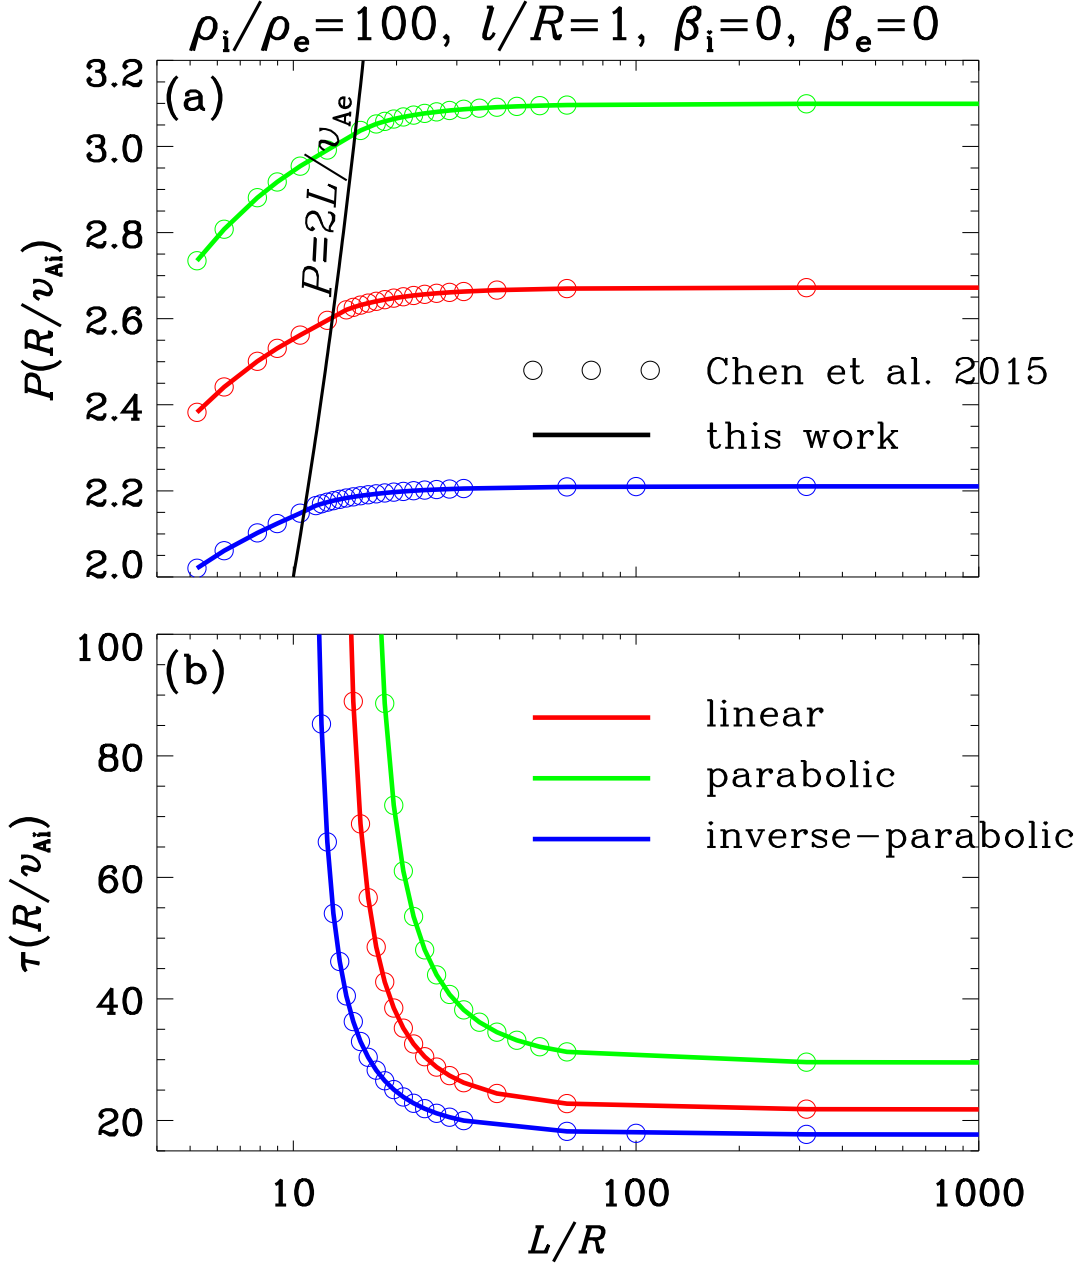 ρi/ρe=100, l/R=1, βi=0, βe=0
(a)
3.2
3.0
2.8
2.6
2.4
2.2
2.0
P(R/vAi)
P=2L/vAe
Chen et al. 2015
this work
(b)
100
80
60
40
20
τ(R/vAi)
linear
parabolic
inverse-parabolic
10 100 1000
L/R